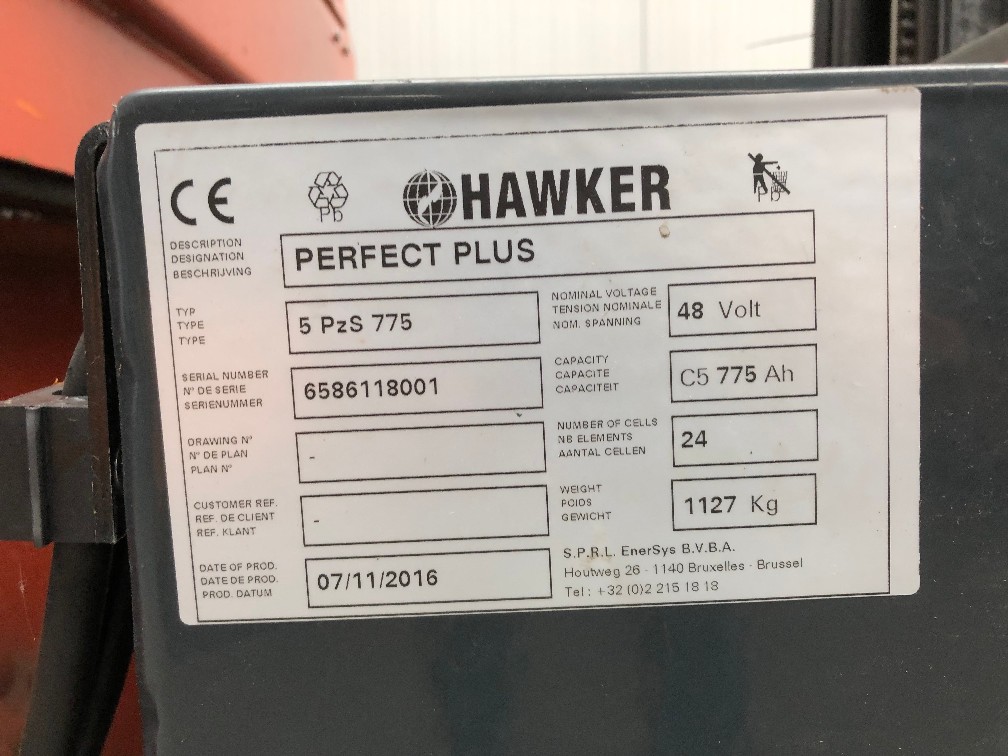 CE
Pb
HAWKER
Pb
DESCRIPTION
DESIGNATION
BESCHRIJVING
PERFECT PLUS
TYP
TYPE
TYPE
5 PzS 775
NOMINAL VOLTAGE
TENSION NOMINALE
NOM. SPANNING
48 Volt
SERIAL NUMBER
N° DE SERIE
SERIENUMMER
6586118001
CAPACITY
CAPACITE
CAPACITEIT
C5 775 Ah
DRAWING N°
N° DE PLAN
PLAN N°
-
NUMBER OF CELLS
NB ELEMENTS
AANTAL CELLEN
24
CUSTOMER REF.
REF. DE CLIENT
REF. KLANT
-
WEIGHT
POIDS
GEWICHT
1127 Kg
DATE OF PROD.
DATE DE PROD.
PROD. DATUM
07/11/2016
S.P.R.L. EnerSys B.V.B.A.
Houtweg 26 - 1140 Bruxelles - Brussel
Tel : +32 (0)2 215 18 18